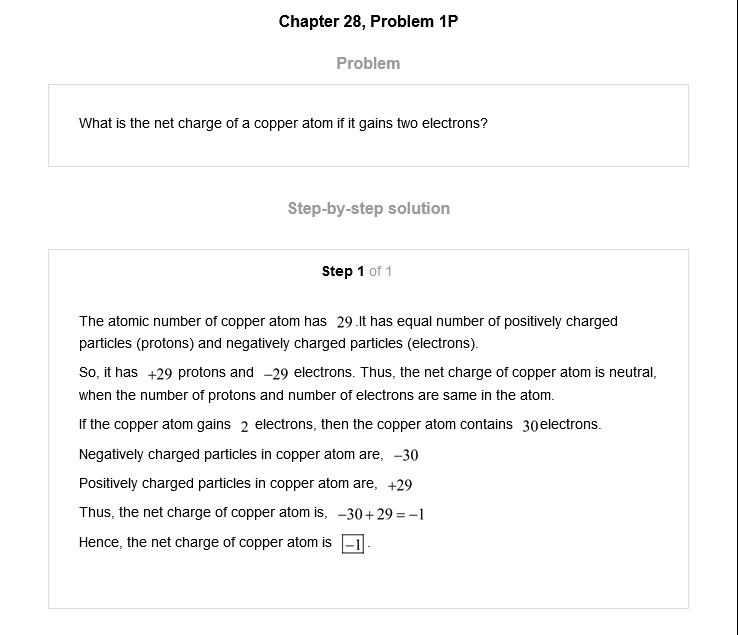 Chapter 28, Problem 1P
Problem
What is the net charge of a copper atom if it gains two electrons?
Step-by-step solution
Step 1 of 1
The atomic number of copper atom has 29.It has equal number of positively charged
particles (protons) and negatively charged particles (electrons).
So, it has +29 protons and −29 electrons. Thus, the net charge of copper atom is neutral,
when the number of protons and number of electrons are same in the atom.
If the copper atom gains 2 electrons, then the copper atom contains 30electrons.
Negatively charged particles in copper atom are, −30
Positively charged particles in copper atom are, +29
Thus, the net charge of copper atom is, −30+29=−1
Hence, the net charge of copper atom is −1.